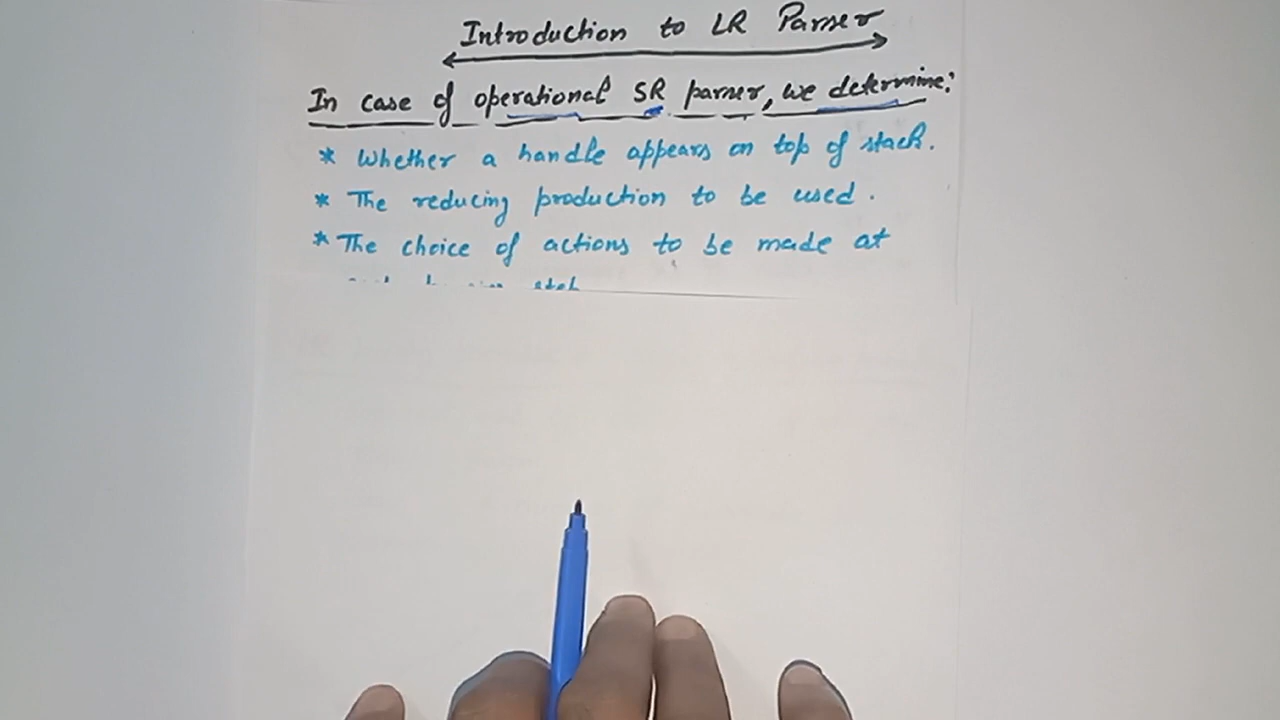 Introduction to LR Parser
In case of operational SR parser, we determine:
* Whether a handle appears on top of stack.
* The reducing production to be used.
* The choice of actions to be made at